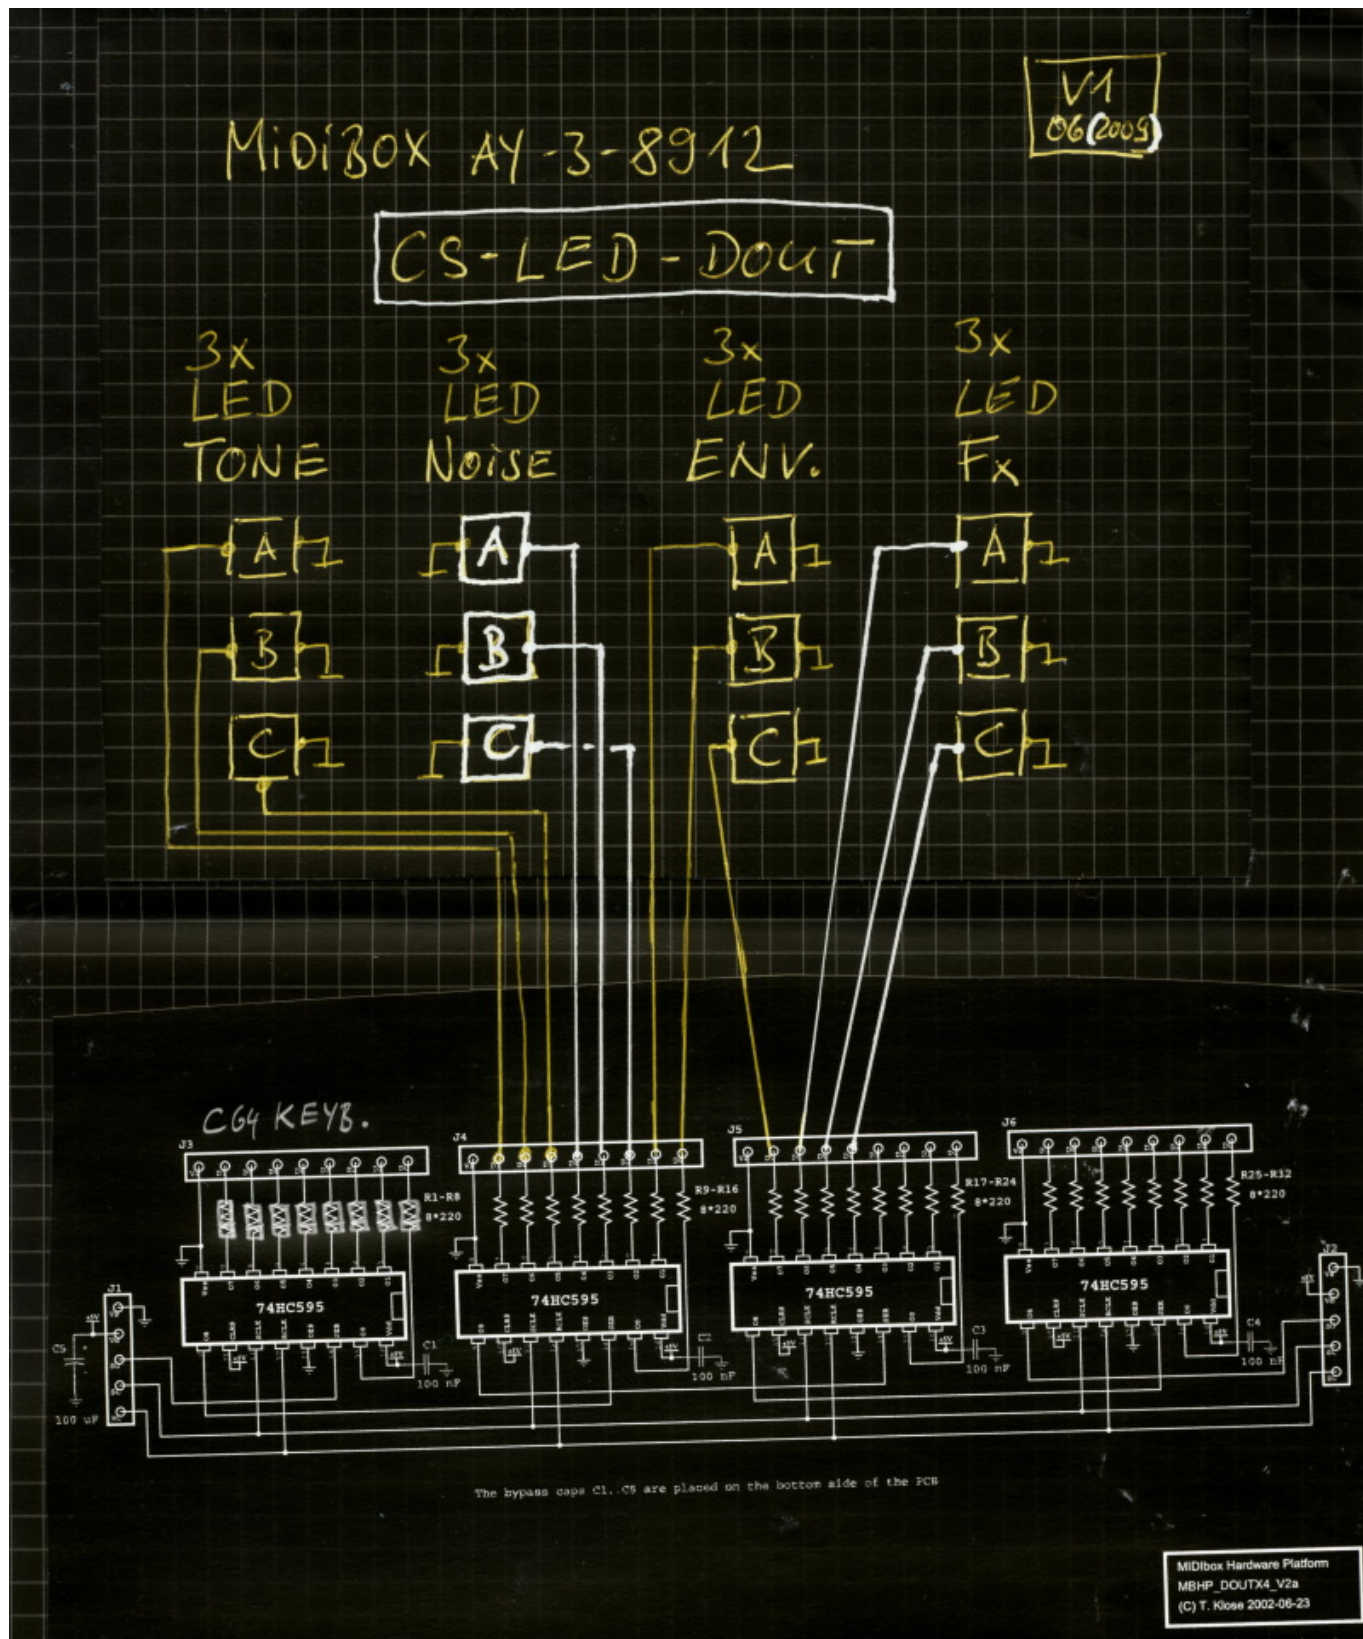 V1
06(2009)
MiDiBOX AY-3-8912
CS-LED-DOUT
3x
LED
TONE
3x
LED
NOiSE
3x
LED
ENV.
3x
LED
Fx
A A A A
B B B B
C C C C
C64 KEYB.
J3 J4 J5 J6
R1-R8
8*220
R9-R16
8*220
R17-R24
8*220
R25-R32
8*220
J1
J2
74HC595
74HC595
74HC595
74HC595
C5
100 uF
C1
100 nF
C2
100 nF
C3
100 nF
C4
100 nF
The bypass caps C1..C5 are placed on the bottom side of the PCB
MIDIbox Hardware Platform
MBHP_DOUTX4_V2a
(C) T. Klose 2002-06-23